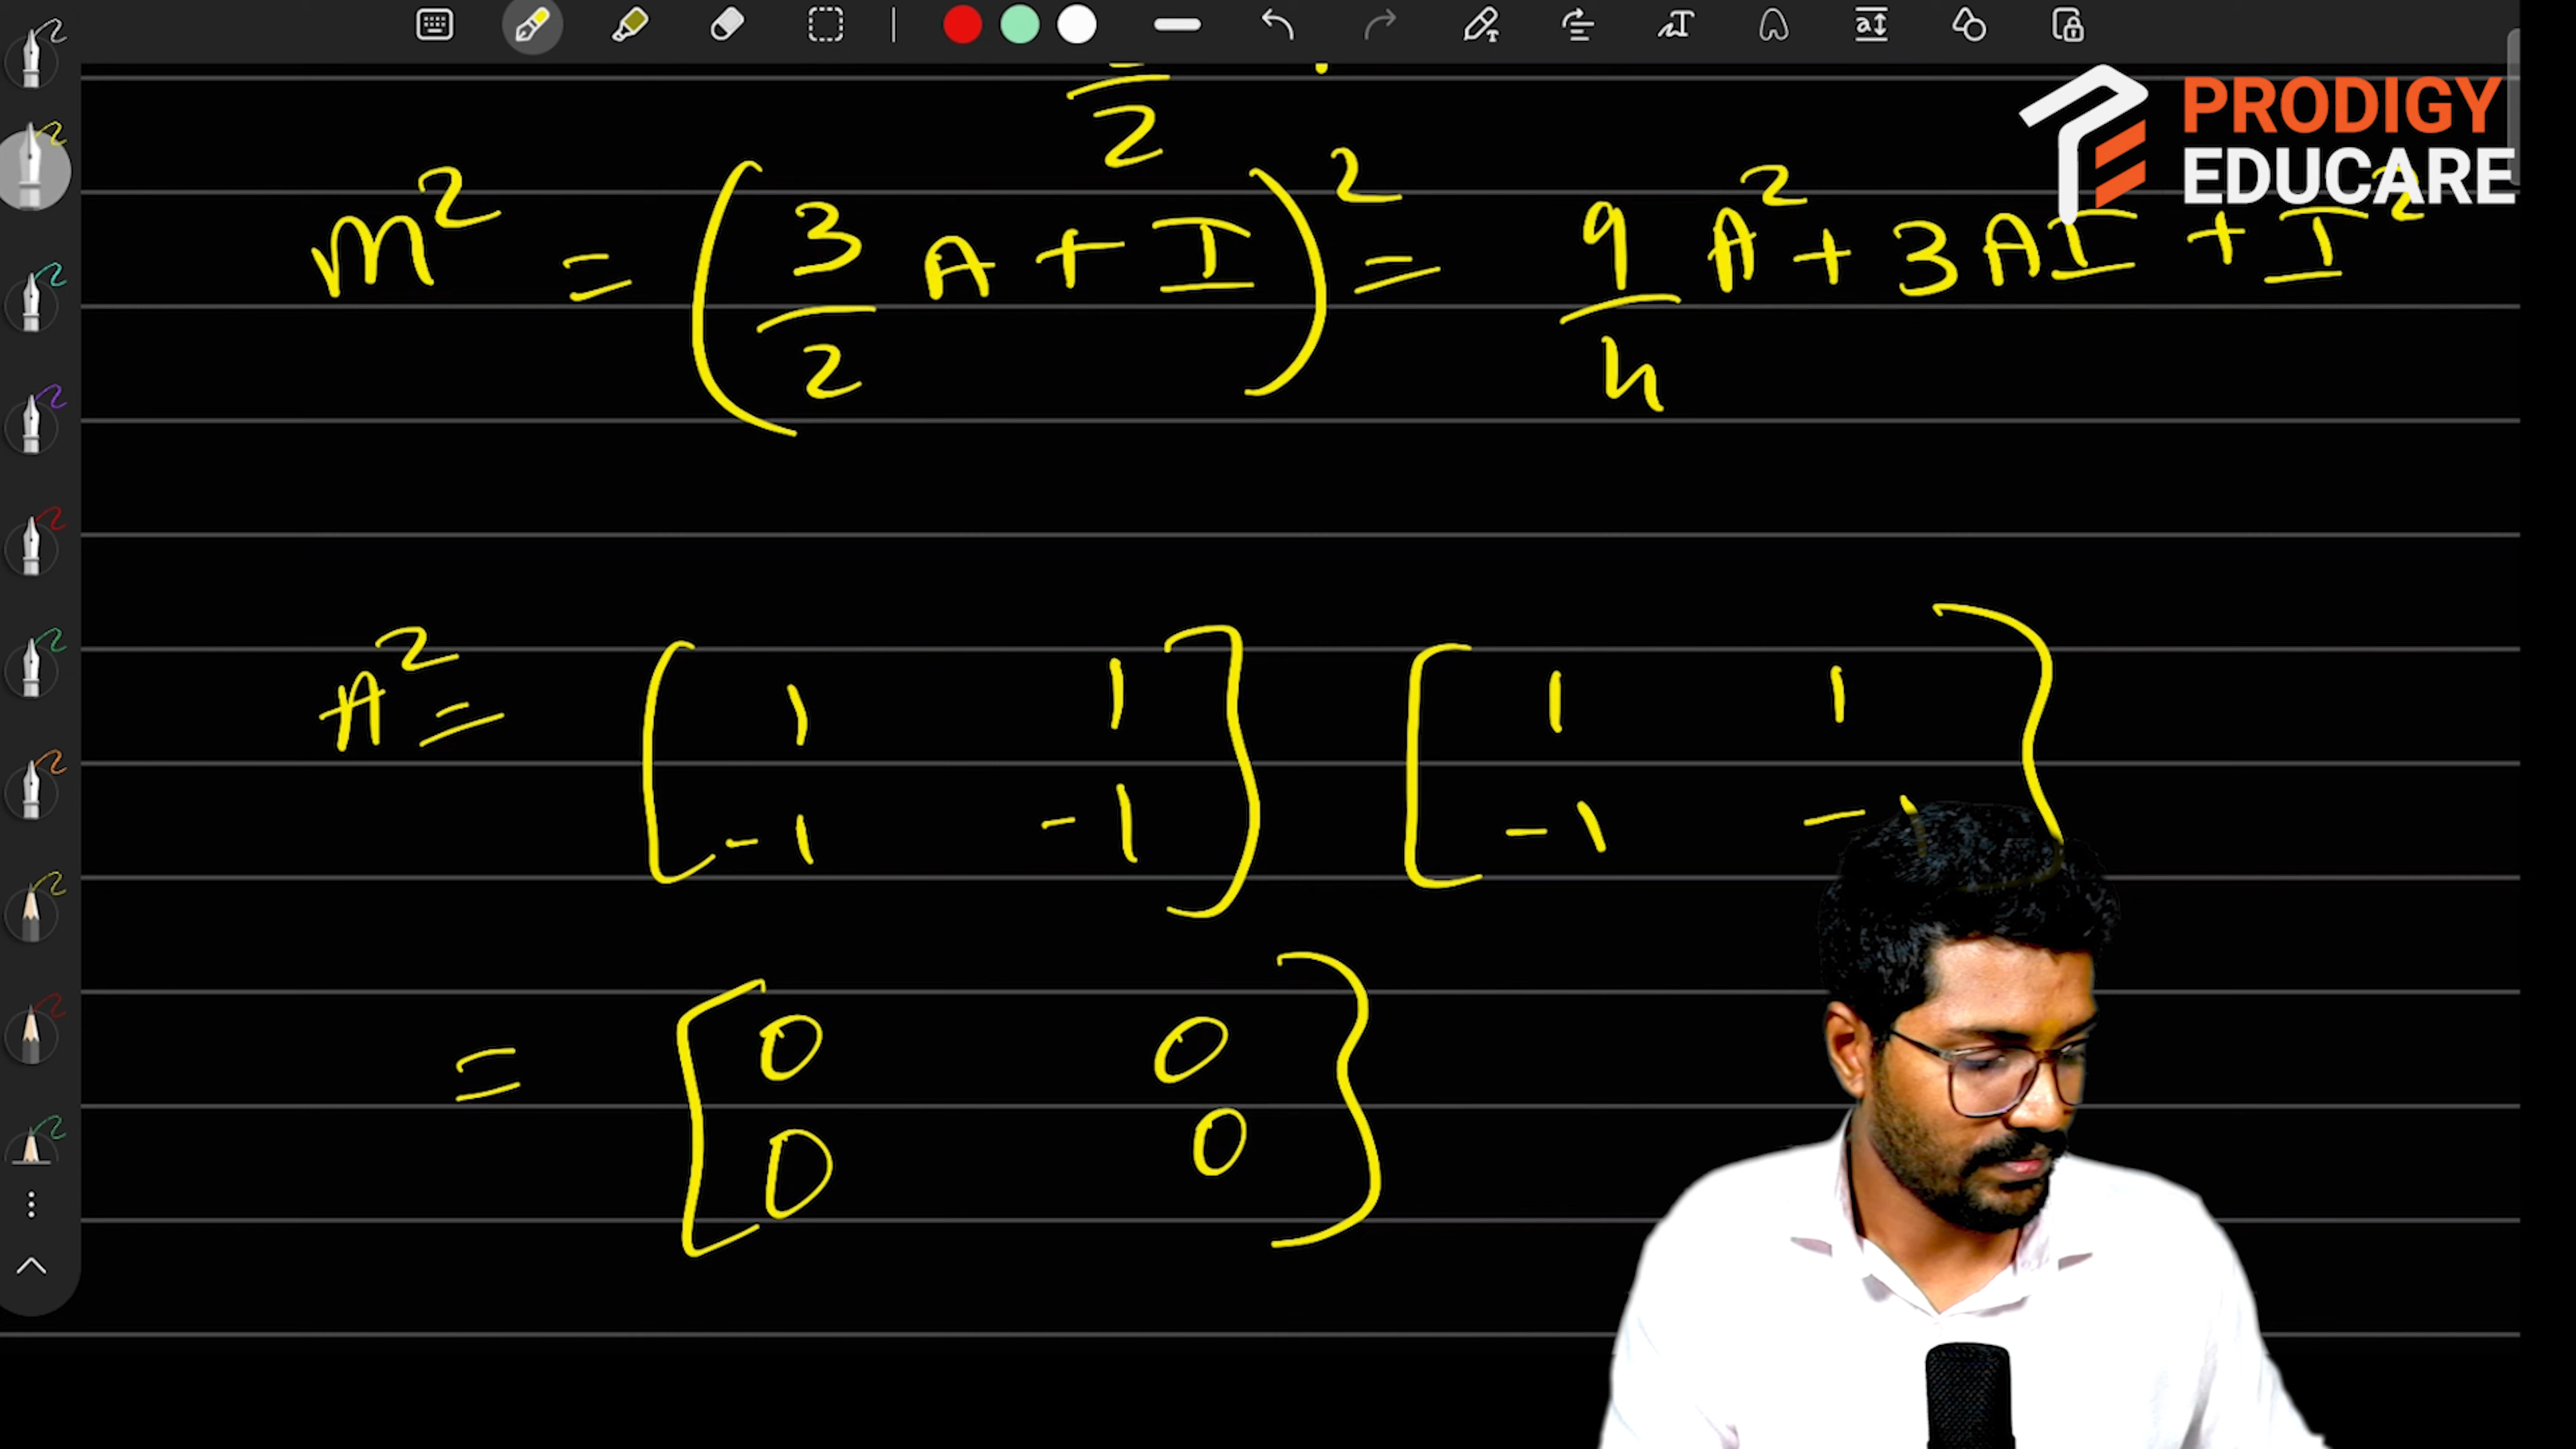 PRODIGY
EDUCARE
2
m² = (3/2 A + I)² = 9/4 A² + 3AI + I²
A² = [1 1
-1 -1] [1 1
-1 -1]
= [0 0
0 0]